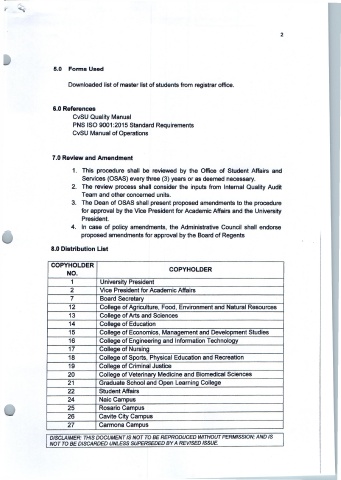 2
6.0 Forms Used
Downloaded list of master list of students from registrar office.
6.0 References
CvSU Quality Manual
PNS ISO 9001:2015 Standard Requirements
CvSU Manual of Operations
7.0 Review and Amendment
1. This procedure shall be reviewed by the Office of Student Affairs and
Services (OSAS) every three (3) years or as deemed necessary.
2. The review process shall consider the inputs from Internal Quality Audit
Team and other concerned units.
3. The Dean of OSAS shall present proposed amendments to the procedure
for approval by the Vice President for Academic Affairs and the University
President.
4. In case of policy amendments, the Administrative Council shall endorse
proposed amendments for approval by the Board of Regents
8.0 Distribution List
COPYHOLDER NO. COPYHOLDER
1 University President
2 Vice President for Academic Affairs
7 Board Secretary
12 College of Agriculture, Food, Environment and Natural Resources
13 College of Arts and Sciences
14 College of Education
15 College of Economics, Management and Development Studies
16 College of Engineering and Information Technology
17 College of Nursing
18 College of Sports, Physical Education and Recreation
19 College of Criminal Justice
20 College of Veterinary Medicine and Biomedical Sciences
21 Graduate School and Open Learning College
22 Student Affairs
24 Naic Campus
25 Rosario Campus
26 Cavite City Campus
27 Carmona Campus
DISCLAIMER: THIS DOCUMENT IS NOT TO BE REPRODUCED WITHOUT PERMISSION; AND IS
NOT TO BE DISCARDED UNLESS SUPERSEDED BY A REVISED ISSUE.